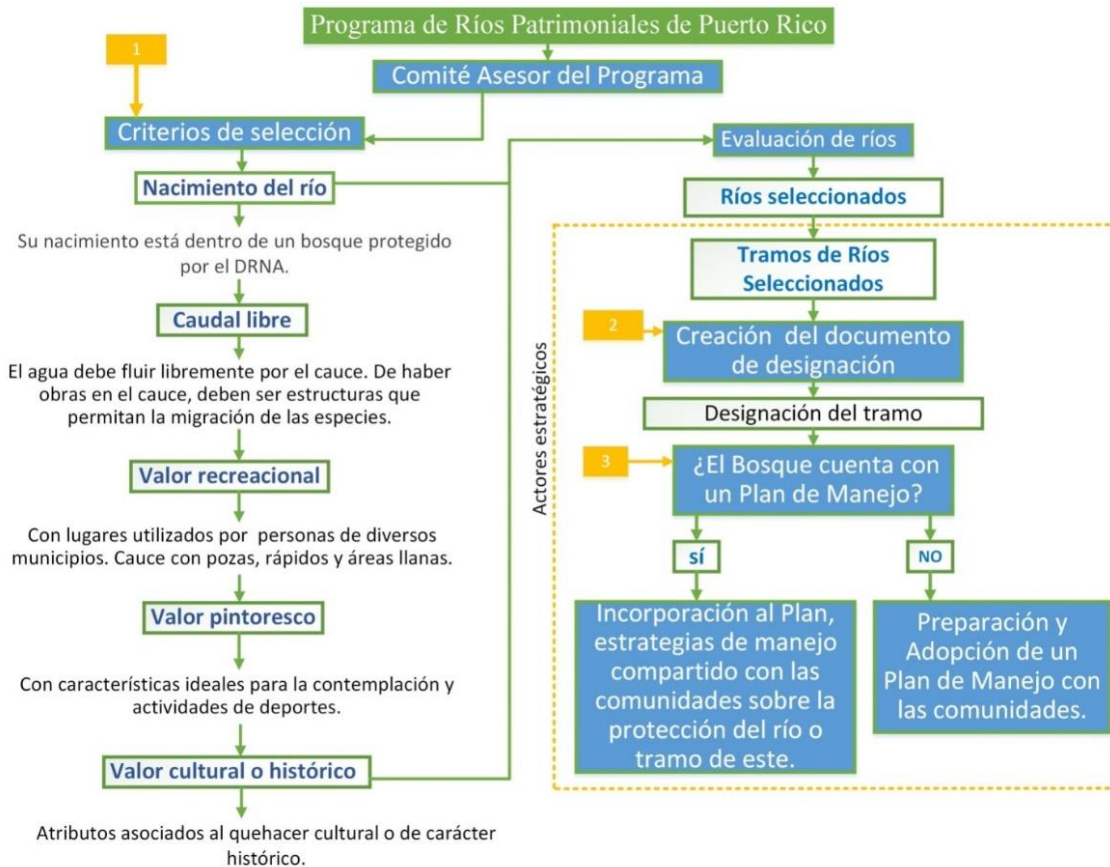 Programa de Ríos Patrimoniales de Puerto Rico
Comité Asesor del Programa
1
Criterios de selección
Nacimiento del río
Su nacimiento está dentro de un bosque protegido
por el DRNA.
Caudal libre
El agua debe fluir libremente por el cauce. De haber
obras en el cauce, deben ser estructuras que
permitan la migración de las especies.
Valor recreacional
Con lugares utilizados por personas de diversos
municipios. Cauce con pozas, rápidos y áreas llanas.
Valor pintoresco
Con características ideales para la contemplación y
actividades de deportes.
Valor cultural o histórico
Atributos asociados al quehacer cultural o de carácter
histórico.
Evaluación de ríos
Ríos seleccionados
Actores estratégicos
Tramos de Ríos
Seleccionados
2
Creación del documento
de designación
Designación del tramo
3
¿El Bosque cuenta con
un Plan de Manejo?
sí
Incorporación al Plan,
estrategias de manejo
compartido con las
comunidades sobre la
protección del río o
tramo de este.
NO
Preparación y
Adopción de un
Plan de Manejo con
las comunidades.